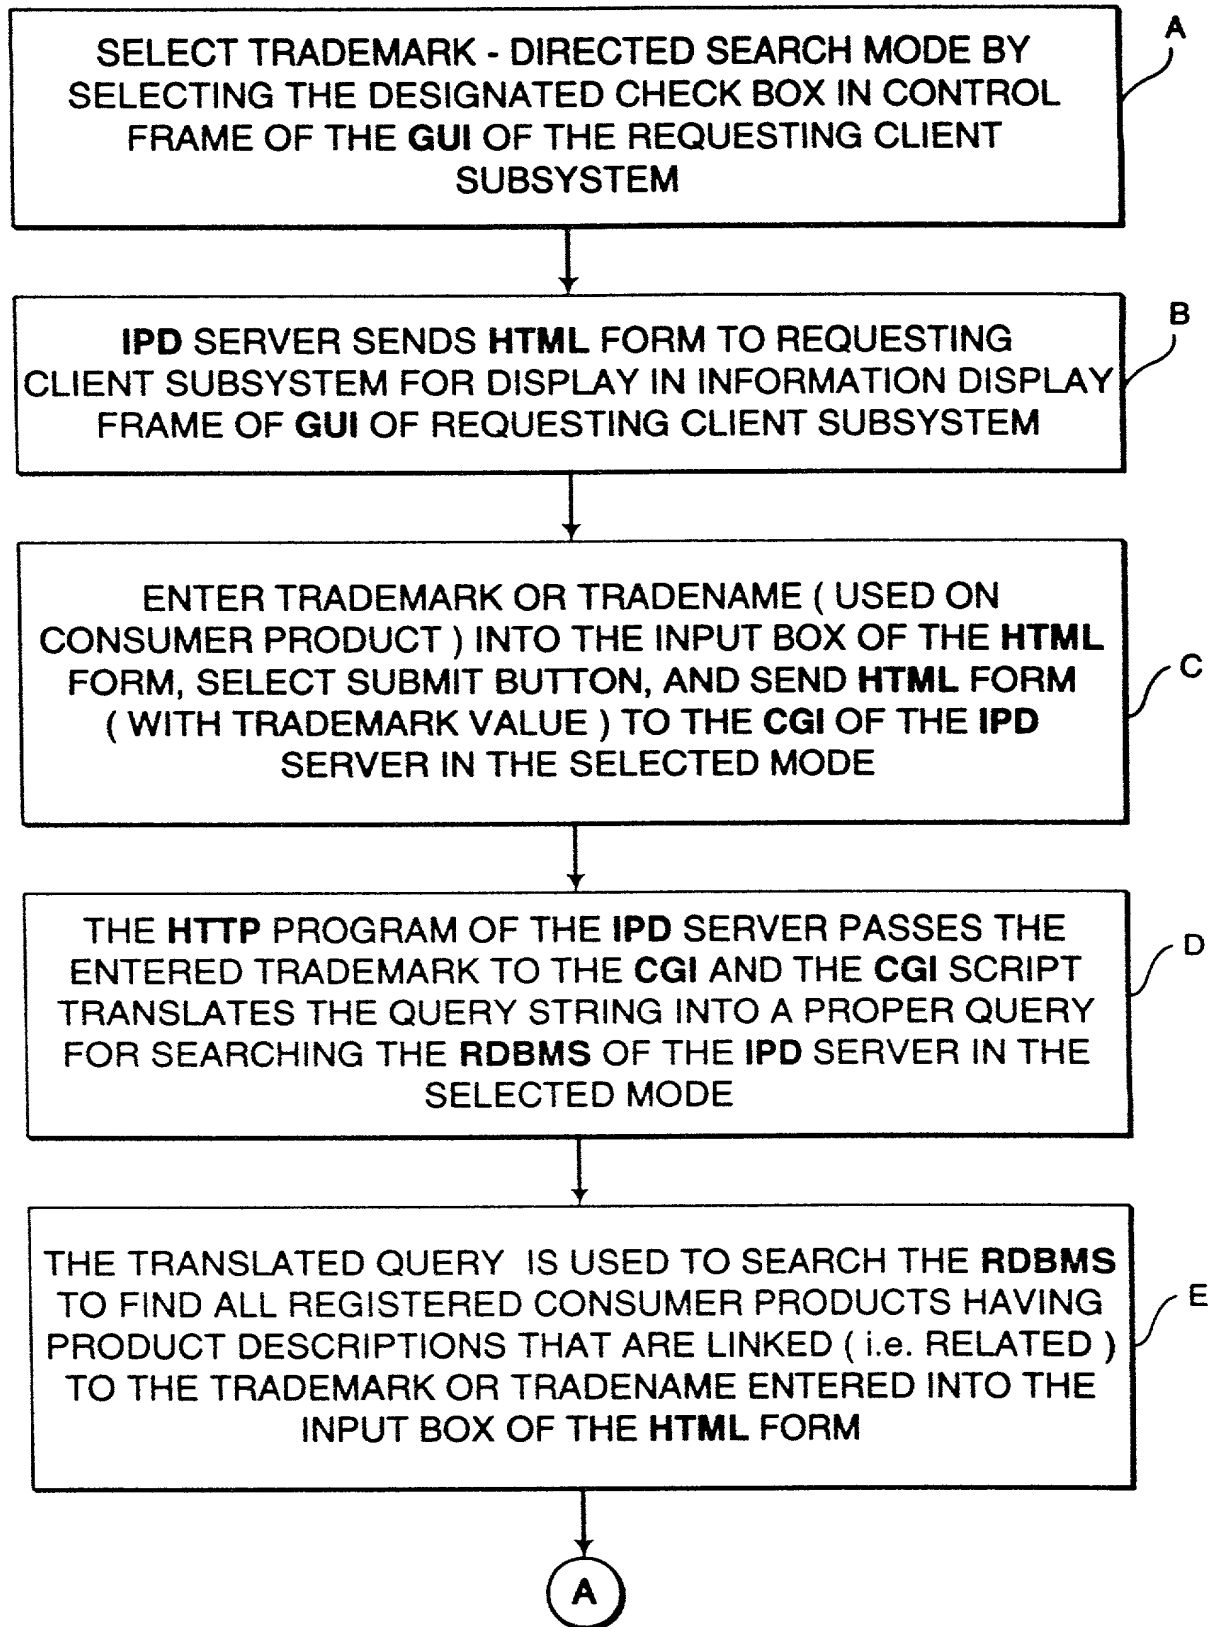 SELECT TRADEMARK - DIRECTED SEARCH MODE BY
SELECTING THE DESIGNATED CHECK BOX IN CONTROL
FRAME OF THE GUI OF THE REQUESTING CLIENT
SUBSYSTEM
A
IPD SERVER SENDS HTML FORM TO REQUESTING
CLIENT SUBSYSTEM FOR DISPLAY IN INFORMATION DISPLAY
FRAME OF GUI OF REQUESTING CLIENT SUBSYSTEM
B
ENTER TRADEMARK OR TRADENAME ( USED ON
CONSUMER PRODUCT ) INTO THE INPUT BOX OF THE HTML
FORM, SELECT SUBMIT BUTTON, AND SEND HTML FORM
( WITH TRADEMARK VALUE ) TO THE CGI OF THE IPD
SERVER IN THE SELECTED MODE
C
THE HTTP PROGRAM OF THE IPD SERVER PASSES THE
ENTERED TRADEMARK TO THE CGI AND THE CGI SCRIPT
TRANSLATES THE QUERY STRING INTO A PROPER QUERY
FOR SEARCHING THE RDBMS OF THE IPD SERVER IN THE
SELECTED MODE
D
THE TRANSLATED QUERY IS USED TO SEARCH THE RDBMS
TO FIND ALL REGISTERED CONSUMER PRODUCTS HAVING
PRODUCT DESCRIPTIONS THAT ARE LINKED ( i.e. RELATED )
TO THE TRADEMARK OR TRADENAME ENTERED INTO THE
INPUT BOX OF THE HTML FORM
E
A